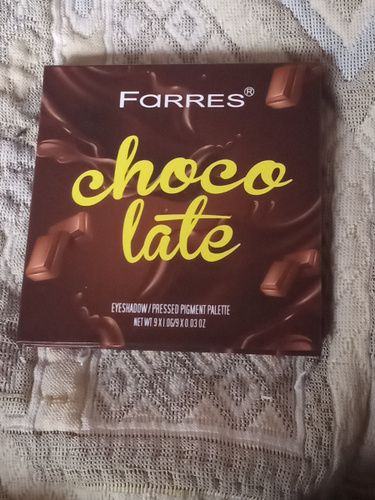 FARRES®
choco
late
EYESHADOW/PRESSED PIGMENT PALETTE
NET WT 9 X 1.0G/9 X 0.03 OZ